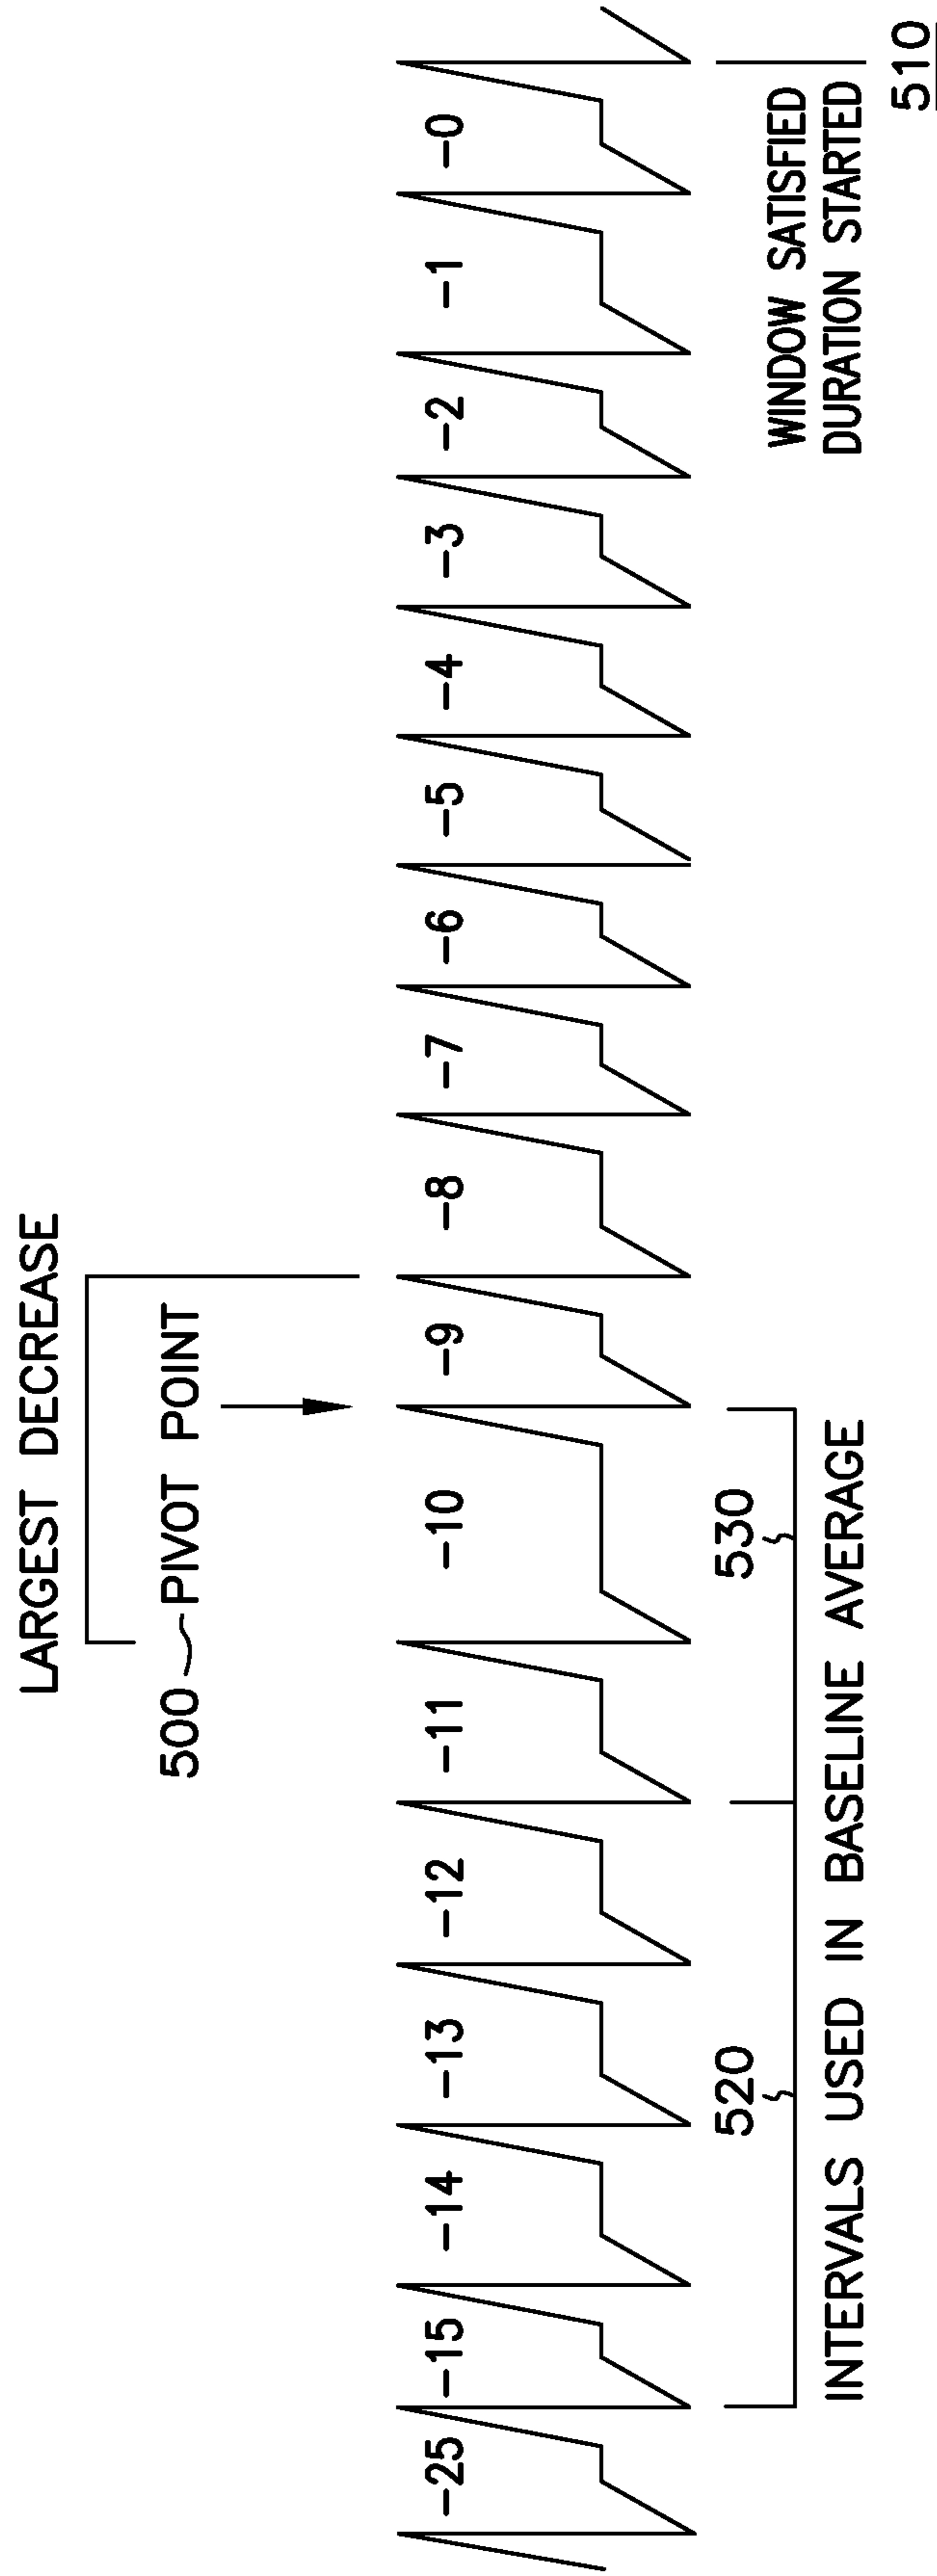 LARGEST DECREASE
500 PIVOT POINT
-25 -15 -14 -13 -12 -11 -10 -9 -8 -7 -6 -5 -4 -3 -2 -1 -0
520 530
INTERVALS USED IN BASELINE AVERAGE
WINDOW SATISFIED
DURATION STARTED
510